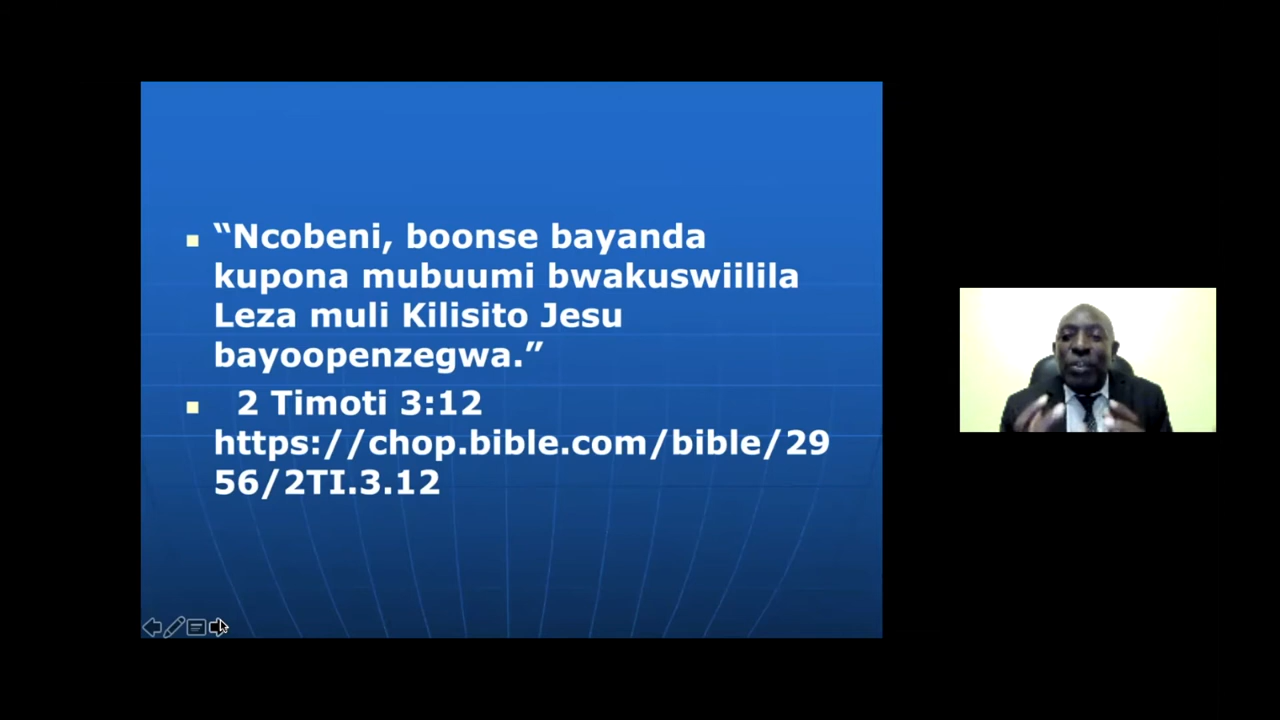 “Ncobeni, boonse bayanda
kupona mubuumi bwakuswiilila
Leza muli Kilisito Jesu
bayoopenzegwa.”
2 Timoti 3:12
https://chop.bible.com/bible/29
56/2TI.3.12